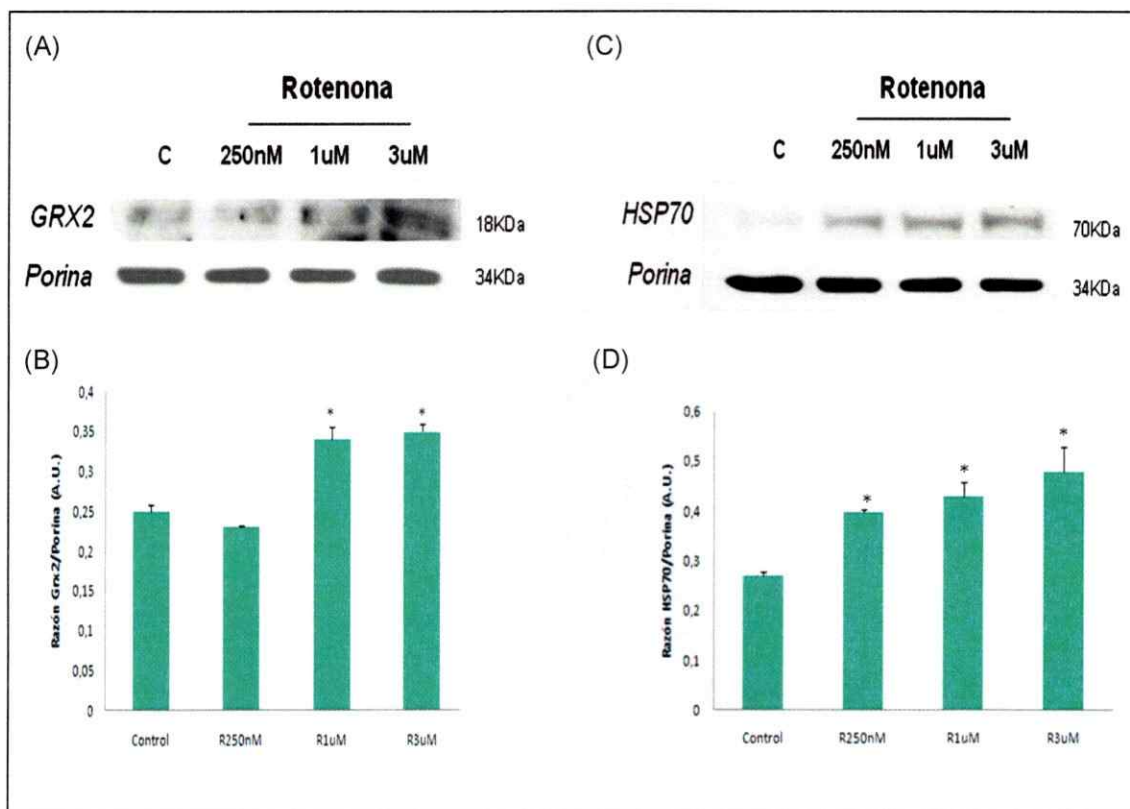 (A)
Rotenona
C 250nM 1uM 3uM
GRX2 18KDa
Porina 34KDa
(B)
0,4
0,35
0,3
0,25
0,2
0,15
0,1
0,05
0
Razón Grx2/Porina (A.U.)
* *
Control R250nM R1uM R3uM
(C)
Rotenona
C 250nM 1uM 3uM
HSP70 70KDa
Porina 34KDa
(D)
0,6
0,5
0,4
0,3
0,2
0,1
0
Razón HSP70/Porina (A.U.)
* * *
Control R250nM R1uM R3uM